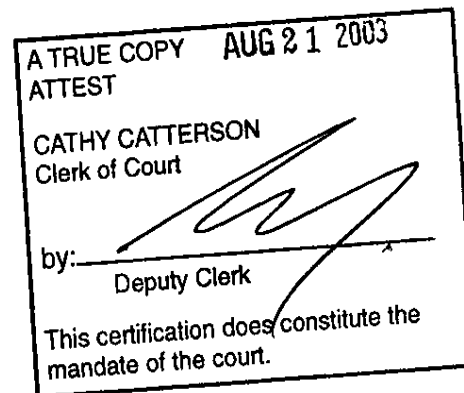 A TRUE COPY AUG 21 2003
ATTEST
CATHY CATTERSON
Clerk of Court
by:
Deputy Clerk
This certification does constitute the
mandate of the court.